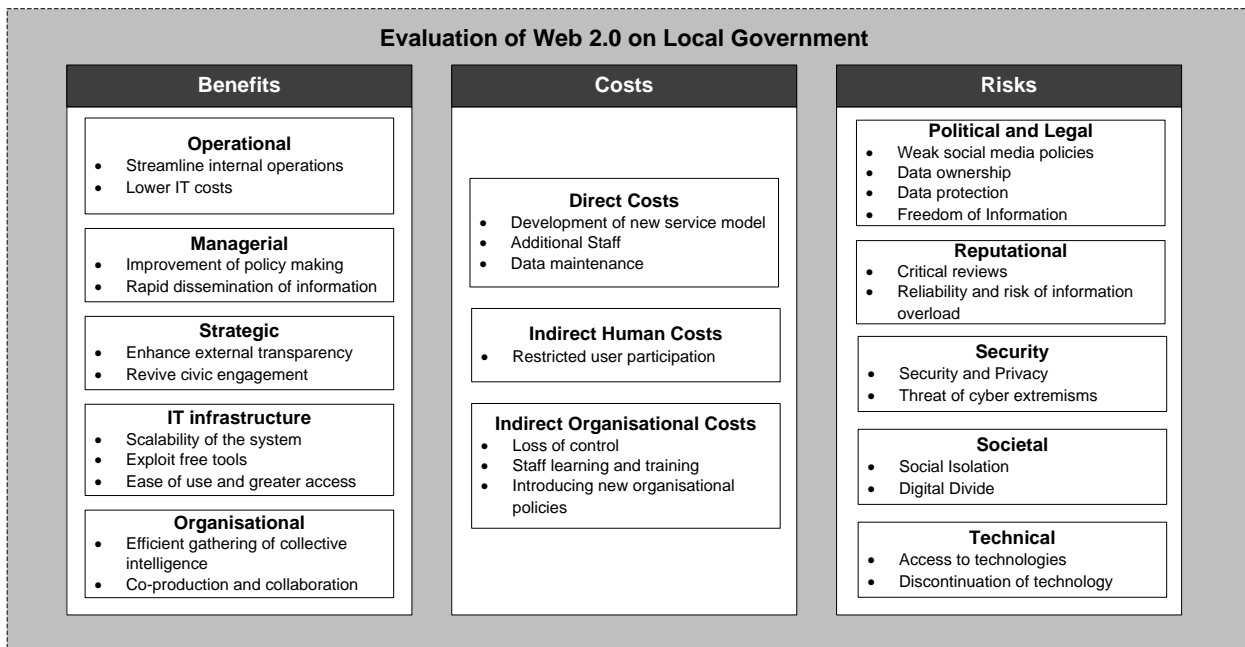 Evaluation of Web 2.0 on Local Government
Benefits
Operational
• Streamline internal operations
• Lower IT costs
Managerial
• Improvement of policy making
• Rapid dissemination of information
Strategic
• Enhance external transparency
• Revive civic engagement
IT infrastructure
• Scalability of the system
• Exploit free tools
• Ease of use and greater access
Organisational
• Efficient gathering of collective
intelligence
• Co-production and collaboration
Costs
Direct Costs
• Development of new service model
• Additional Staff
• Data maintenance
Indirect Human Costs
• Restricted user participation
Indirect Organisational Costs
• Loss of control
• Staff learning and training
• Introducing new organisational
policies
Risks
Political and Legal
• Weak social media policies
• Data ownership
• Data protection
• Freedom of Information
Reputational
• Critical reviews
• Reliability and risk of information
overload
Security
• Security and Privacy
• Threat of cyber extremisms
Societal
• Social Isolation
• Digital Divide
Technical
• Access to technologies
• Discontinuation of technology